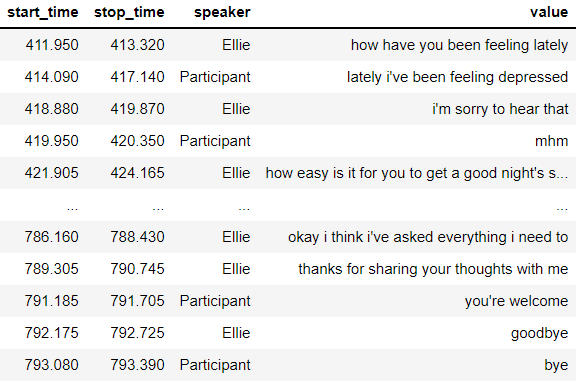 start_time stop_time speaker value
411.950 413.320 Ellie how have you been feeling lately
414.090 417.140 Participant lately i've been feeling depressed
418.880 419.870 Ellie i'm sorry to hear that
419.950 420.350 Participant mhm
421.905 424.165 Ellie how easy is it for you to get a good night's s...
... ... ... ...
786.160 788.430 Ellie okay i think i've asked everything i need to
789.305 790.745 Ellie thanks for sharing your thoughts with me
791.185 791.705 Participant you're welcome
792.175 792.725 Ellie goodbye
793.080 793.390 Participant bye